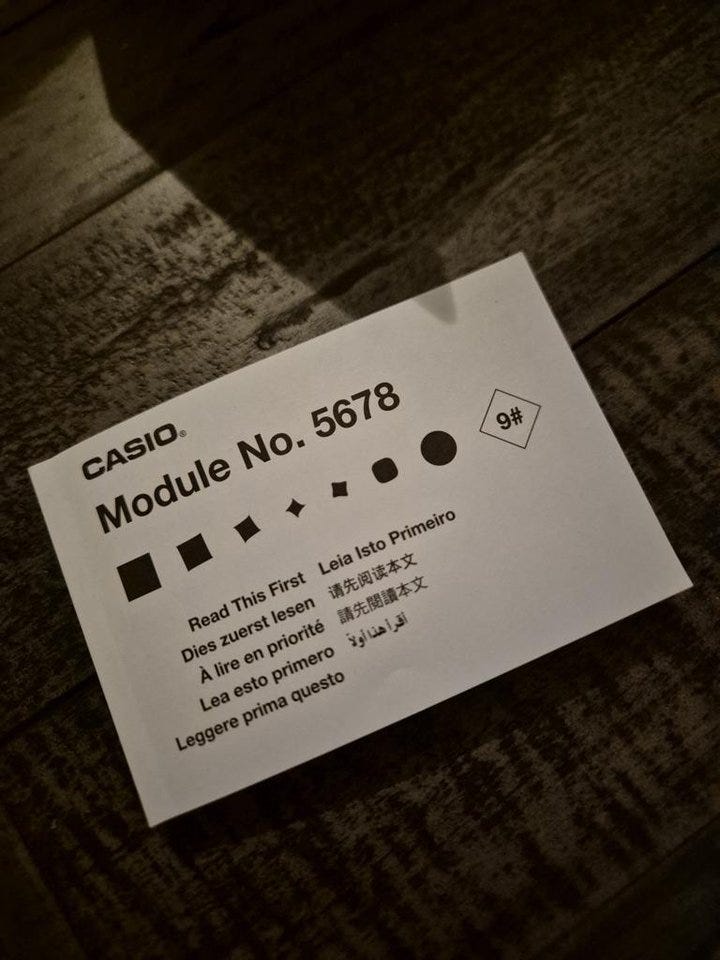 CASIO®
Module No. 5678
9#
Read This First
Dies zuerst lesen
À lire en priorité
Lea esto primero
Leggere prima questo
Leia Isto Primeiro
请先阅读本文
請先閱讀本文
اقرأ هذا أولاً